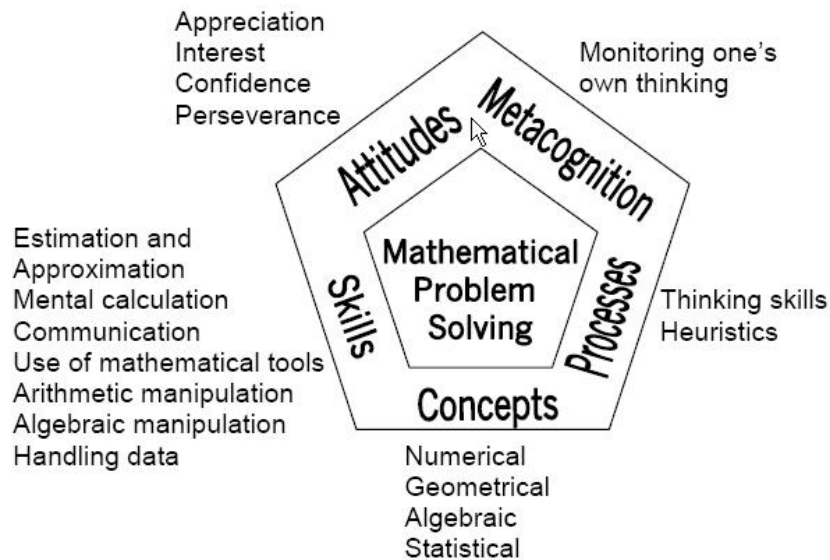 Appreciation
Interest
Confidence
Perseverance
Monitoring one's
own thinking
Attitudes
Metacognition
Mathematical
Problem
Solving
Estimation and
Approximation
Mental calculation
Communication
Use of mathematical tools
Arithmetic manipulation
Algebraic manipulation
Handling data
Skills
Processes
Thinking skills
Heuristics
Concepts
Numerical
Geometrical
Algebraic
Statistical